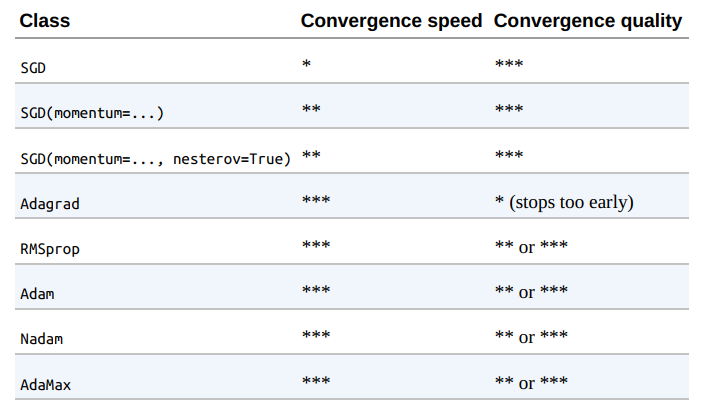 Class Convergence speed Convergence quality
SGD * ***
SGD(momentum=...) ** ***
SGD(momentum=..., nesterov=True) ** ***
Adagrad *** * (stops too early)
RMSprop *** ** or ***
Adam *** ** or ***
Nadam *** ** or ***
AdaMax *** ** or ***